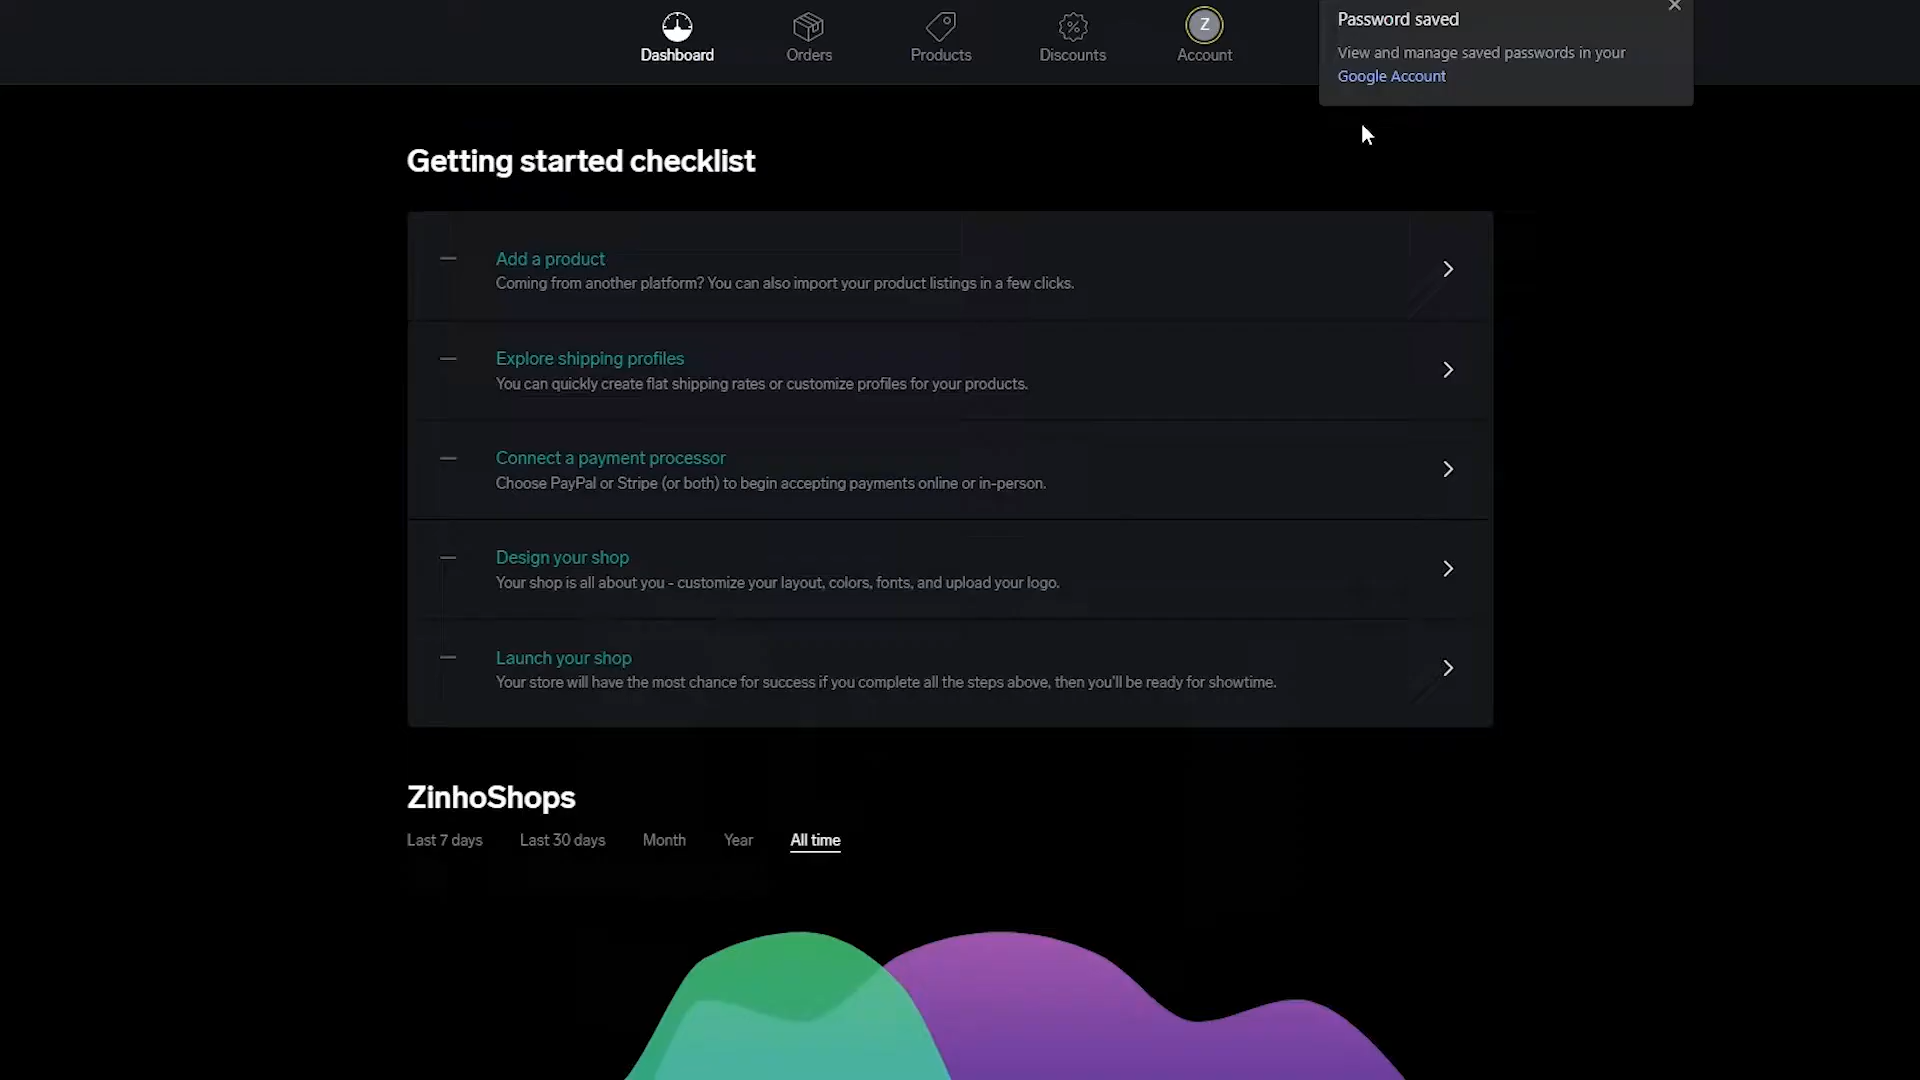 Dashboard
Orders
Products
Discounts
Z
Account
Password saved
View and manage saved passwords in your
Google Account
Getting started checklist
Add a product
Coming from another platform? You can also import your product listings in a few clicks.
Explore shipping profiles
You can quickly create flat shipping rates or customize profiles for your products.
Connect a payment processor
Choose PayPal or Stripe (or both) to begin accepting payments online or in-person.
Design your shop
Your shop is all about you - customize your layout, colors, fonts, and upload your logo.
Launch your shop
Your store will have the most chance for success if you complete all the steps above, then you'll be ready for showtime.
ZinhoShops
Last 7 days Last 30 days Month Year All time